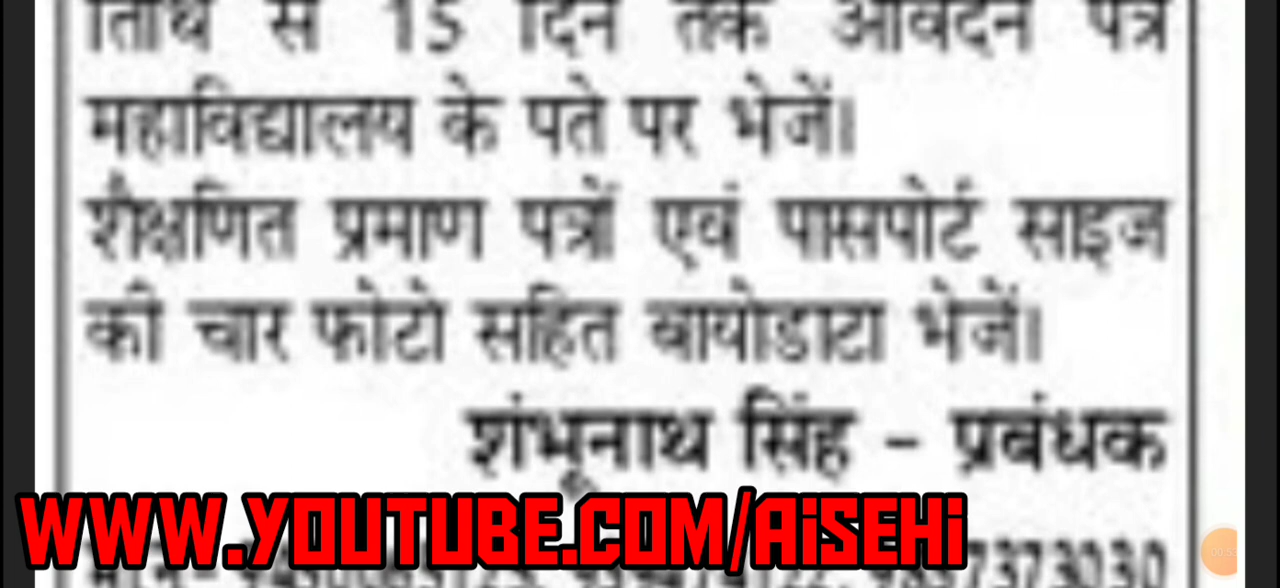 तिथि से 15 दिन तक आवेदन पत्र
महाविद्यालय के पते पर भेजें।
शैक्षणित प्रमाण पत्रों एवं पासपोर्ट साइज
की चार फोटो सहित बायोडाटा भेजें।
शंभूनाथ सिंह - प्रबंधक
WWW.YOUTUBE.COM/AiSEHi